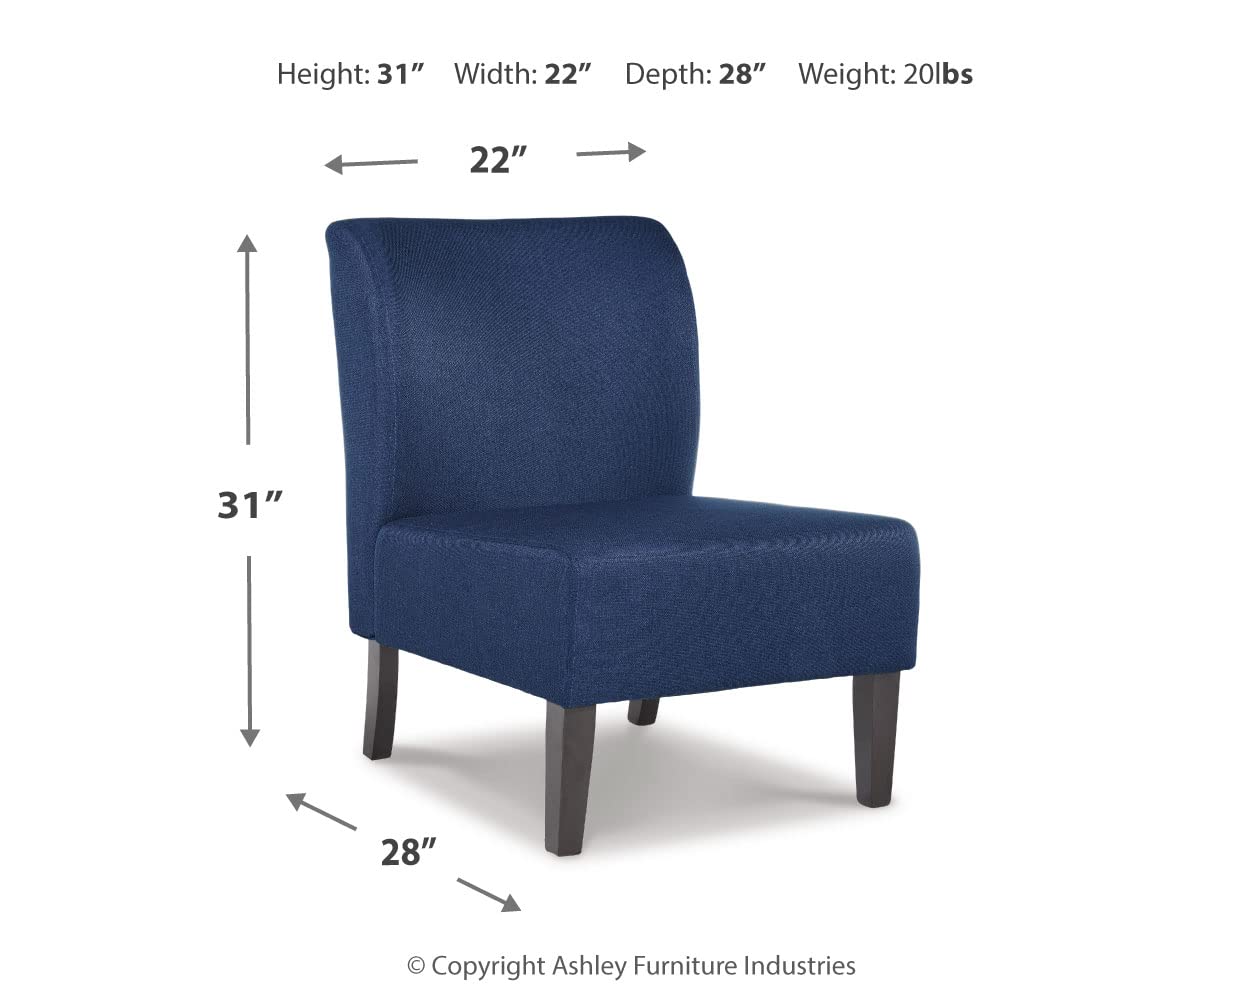 Height: 31” Width: 22” Depth: 28” Weight: 20lbs
22”
31”
28”
© Copyright Ashley Furniture Industries